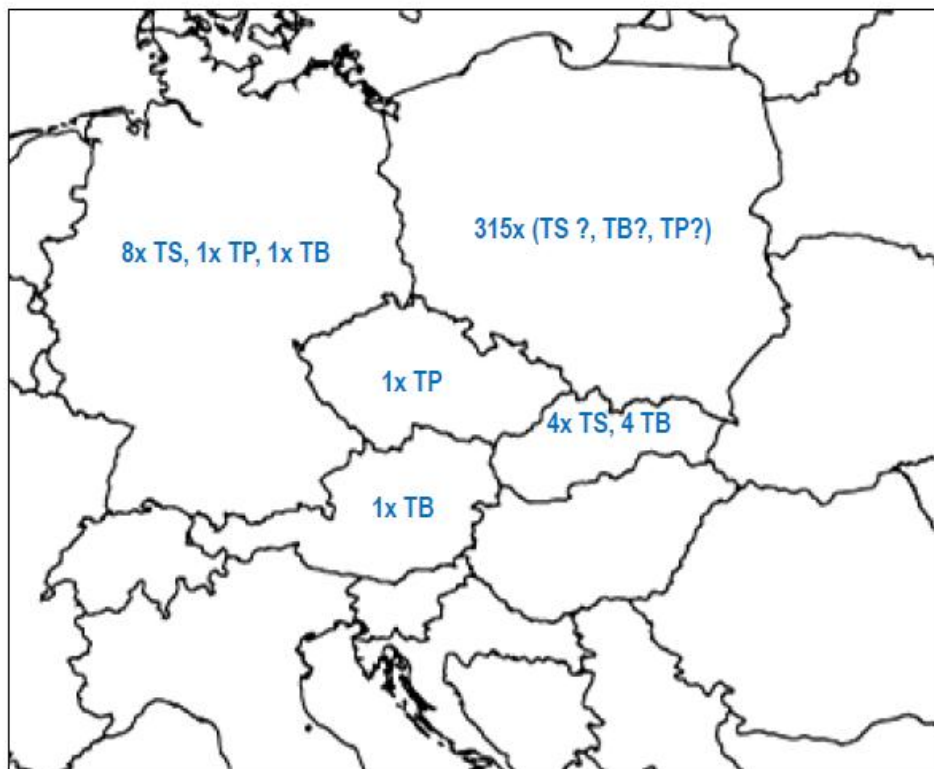 315x (TS ?, TB?, TP?)
8x TS, 1x TP, 1x TB
1x TP
4x TS, 4 TB
1x TB